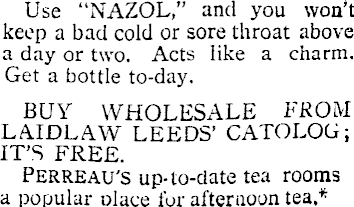 Use “NAZOL,” and you won't
keep a bad cold or sore throat above
a day or two. Acts like a charm.
Get a bottle to-day.
BUY WHOLESALE FROM
LAIDLAW LEEDS' CATOLOG;
IT'S FREE.
PERREAU'S up-to-date tea rooms
a popular place for afternoon tea.*